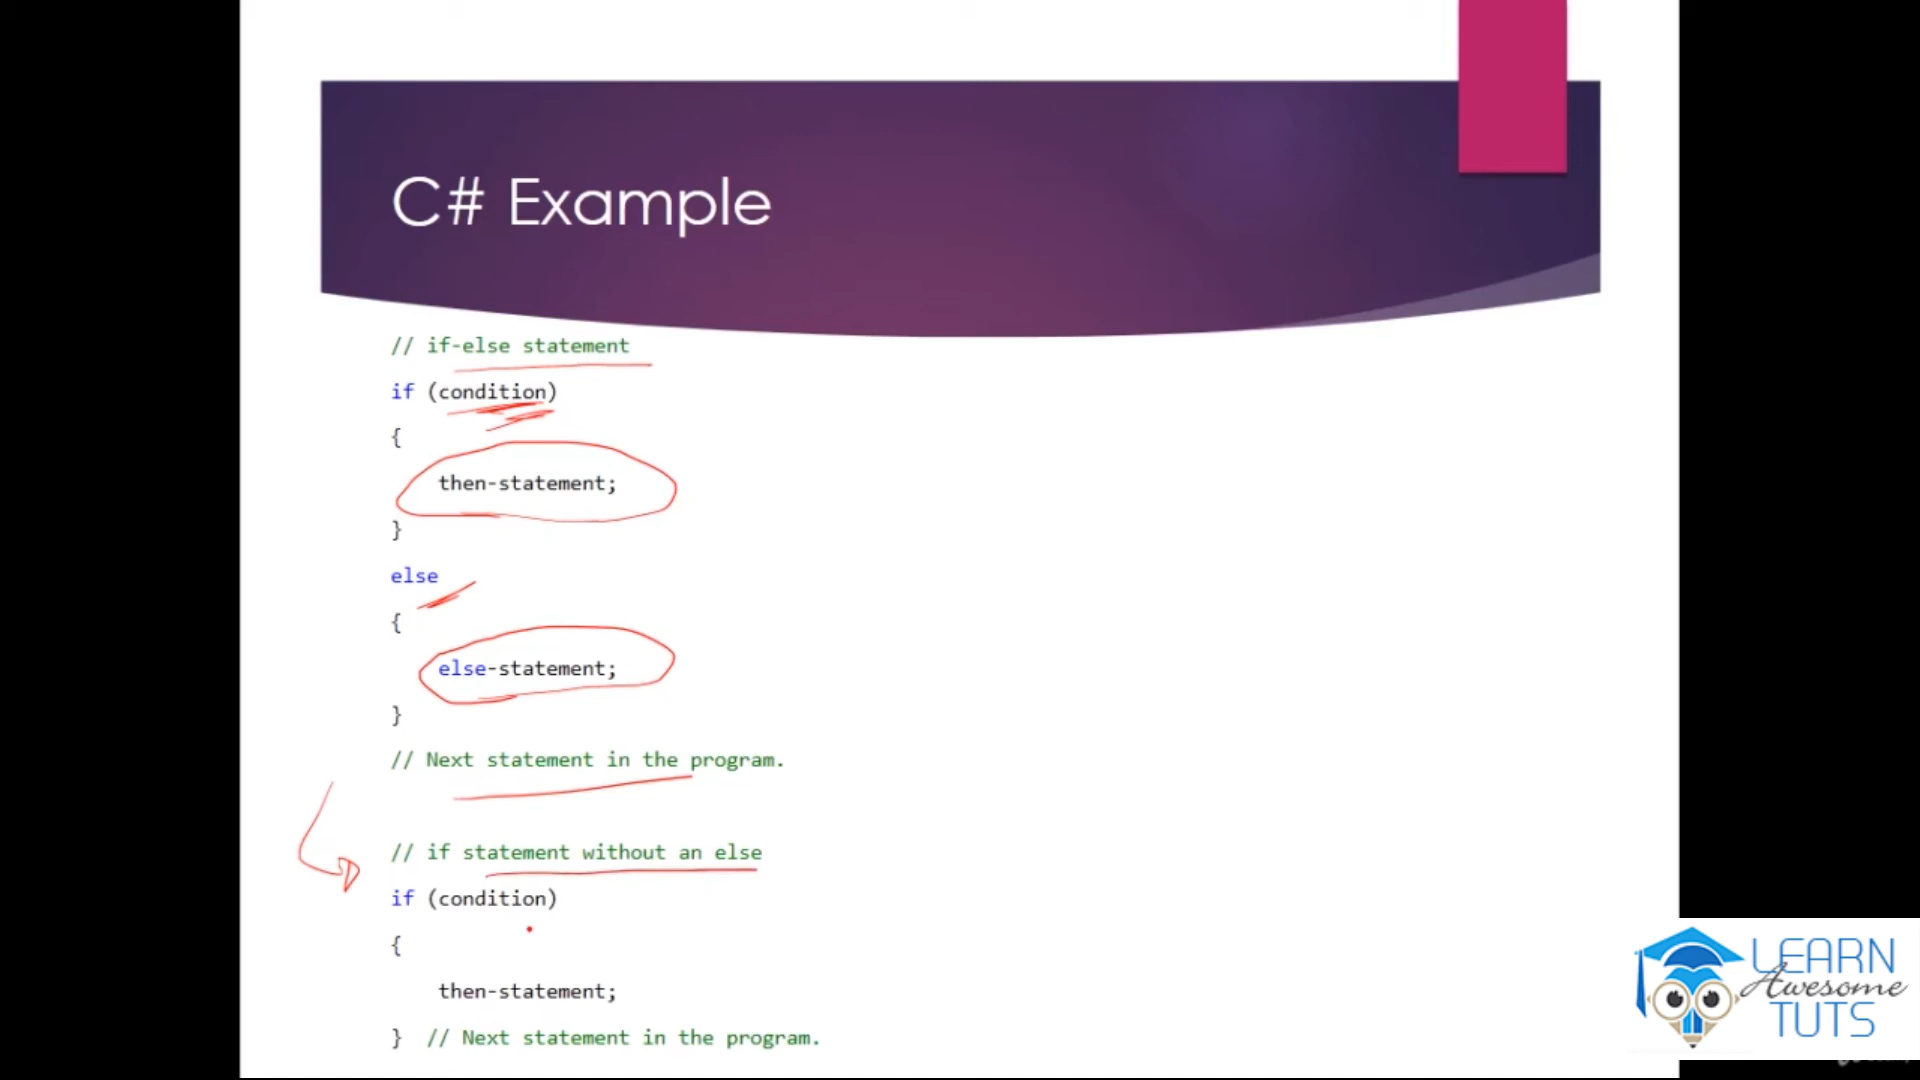 C# Example
// if-else statement
if (condition)
{
then-statement;
}
else
{
else-statement;
}
// Next statement in the program.
// if statement without an else
if (condition)
{
then-statement;
} // Next statement in the program.
LEARN
Awesome
TUTS